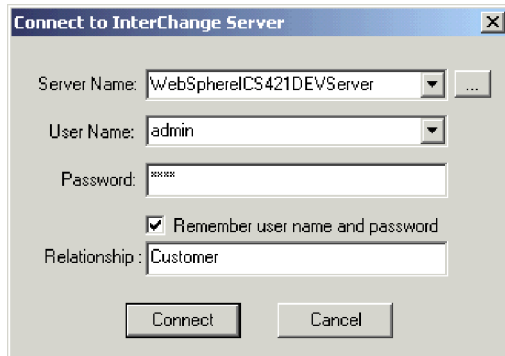 Connect to InterChange Server
Server Name: WebSphereICS421DEVServer ...
User Name: admin
Password: ****
Remember user name and password
Relationship : Customer
Connect Cancel